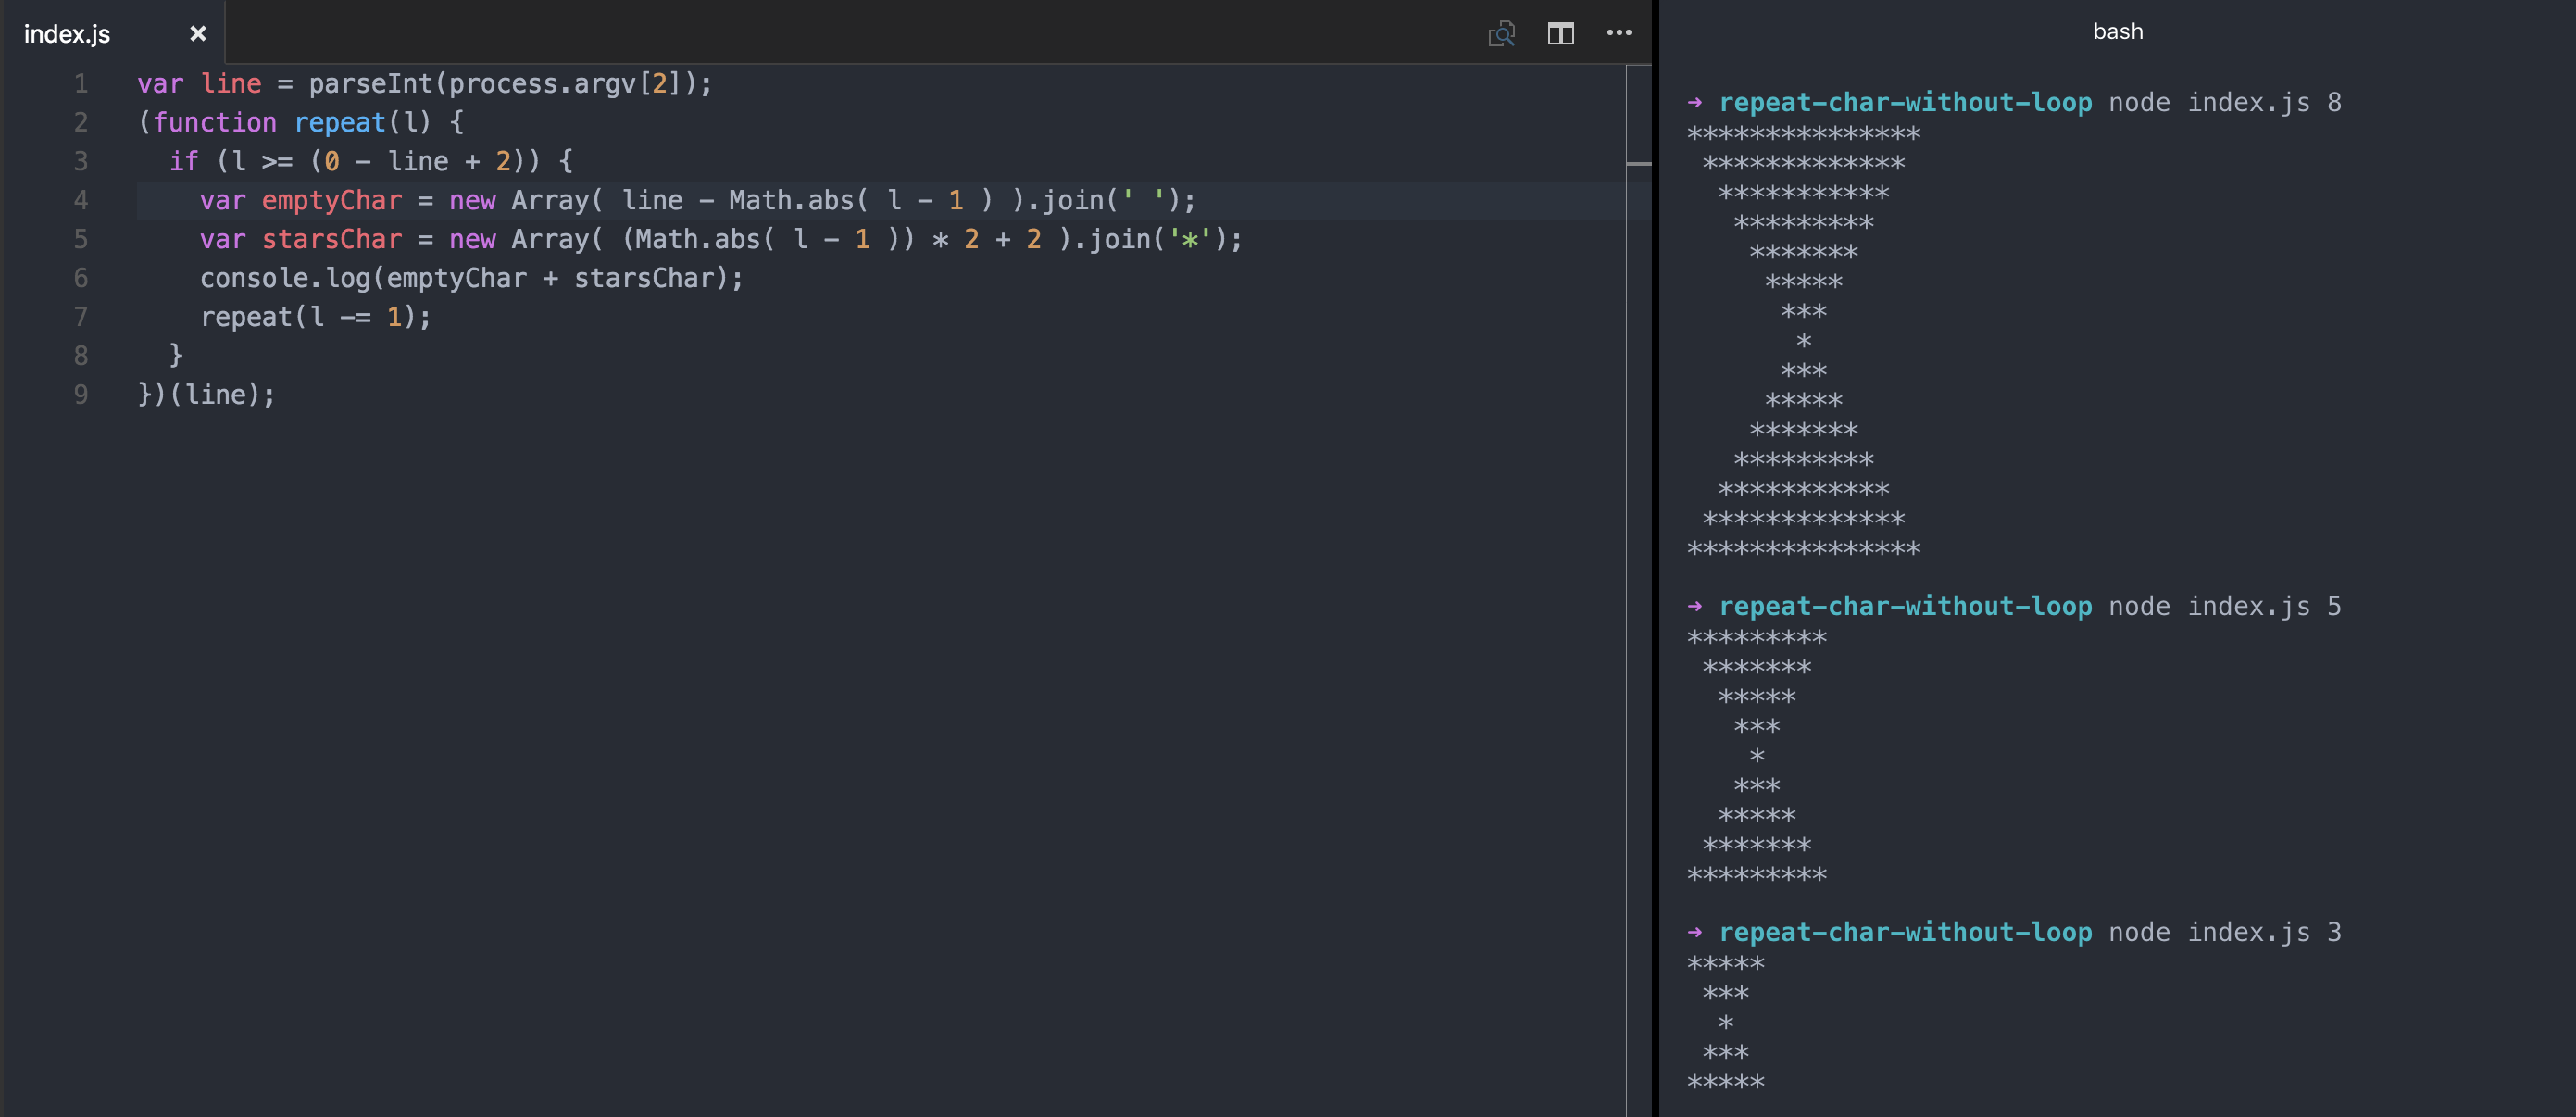 index.js
1 var line = parseInt(process.argv[2]);
2 (function repeat(l) {
3   if (l >= (0 - line + 2)) {
4     var emptyChar = new Array( line - Math.abs( l - 1 ) ).join(' ');
5     var starsChar = new Array( (Math.abs( l - 1 )) * 2 + 2 ).join('*');
6     console.log(emptyChar + starsChar);
7     repeat(l -= 1);
8   }
9 })(line);
bash
→ repeat-char-without-loop node index.js 8
***************
 *************
  ***********
   *********
    *******
     *****
      ***
       *
      ***
     *****
    *******
   *********
  ***********
 *************
***************
→ repeat-char-without-loop node index.js 5
*********
 *******
  *****
   ***
    *
   ***
  *****
 *******
*********
→ repeat-char-without-loop node index.js 3
*****
 ***
  *
 ***
*****